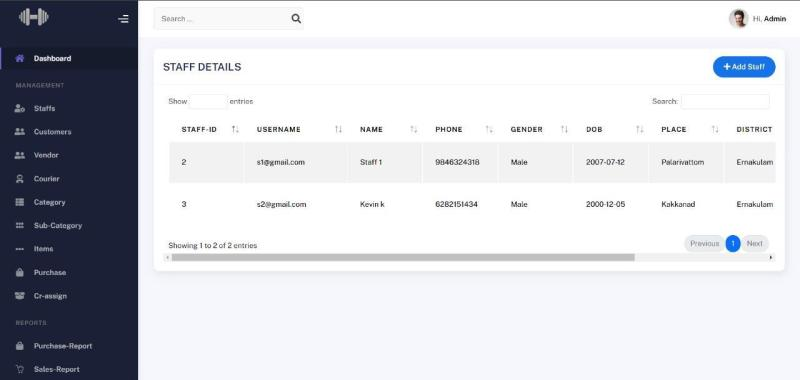 Search ...
Hi, Admin
Dashboard
MANAGEMENT
Staffs
Customers
Vendor
Courier
Category
Sub-Category
Items
Purchase
Cr-assign
REPORTS
Purchase-Report
Sales-Report
STAFF DETAILS
+ Add Staff
Show entries
Search:
STAFF-ID USERNAME NAME PHONE GENDER DOB PLACE DISTRICT
2 s1@gmail.com Staff 1 9846324318 Male 2007-07-12 Palarivattom Ernakulam
3 s2@gmail.com Kevin k 6282151434 Male 2000-12-05 Kakkanad Ernakulam
Showing 1 to 2 of 2 entries
Previous 1 Next